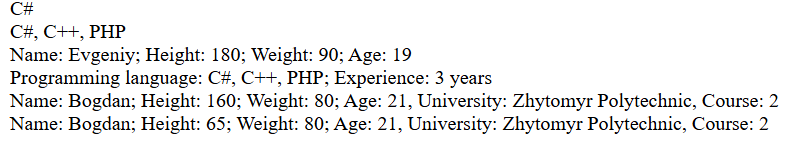 C#
C#, C++, PHP
Name: Evgeniy; Height: 180; Weight: 90; Age: 19
Programming language: C#, C++, PHP; Experience: 3 years
Name: Bogdan; Height: 160; Weight: 80; Age: 21, University: Zhytomyr Polytechnic, Course: 2
Name: Bogdan; Height: 65; Weight: 80; Age: 21, University: Zhytomyr Polytechnic, Course: 2